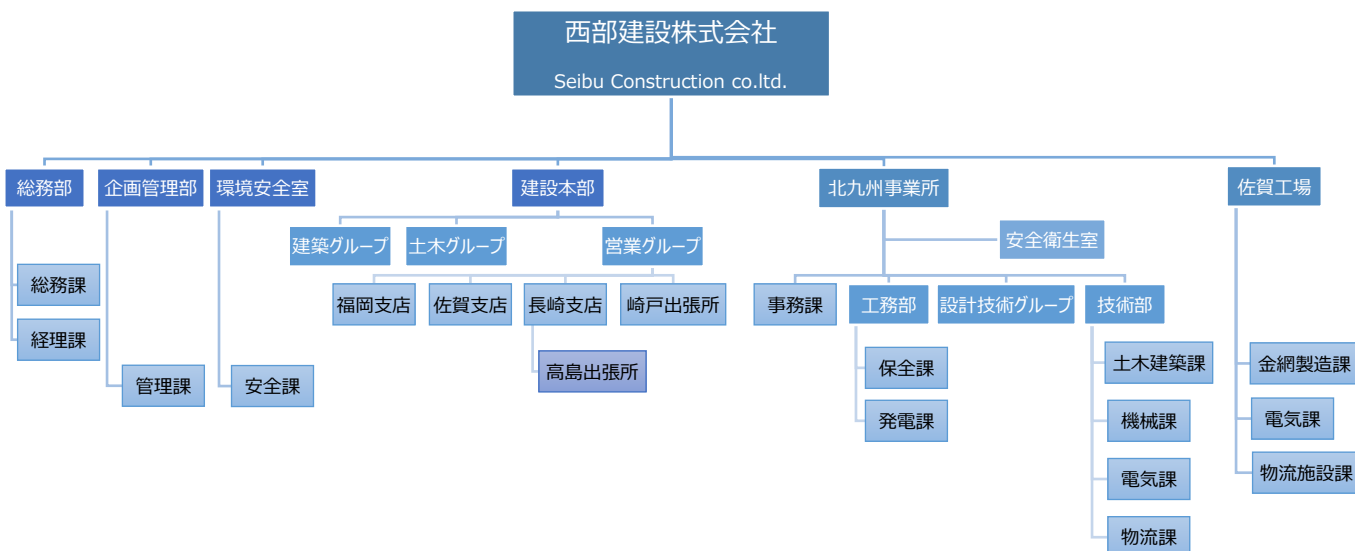 西部建設株式会社
Seibu Construction co.ltd.
総務部
企画管理部
環境安全室
建設本部
北九州事業所
佐賀工場
建築グループ
土木グループ
営業グループ
安全衛生室
総務課
経理課
管理課
安全課
福岡支店
佐賀支店
長崎支店
崎戸出張所
高島出張所
事務課
工務部
設計技術グループ
技術部
保全課
発電課
土木建築課
機械課
電気課
物流課
金網製造課
電気課
物流施設課